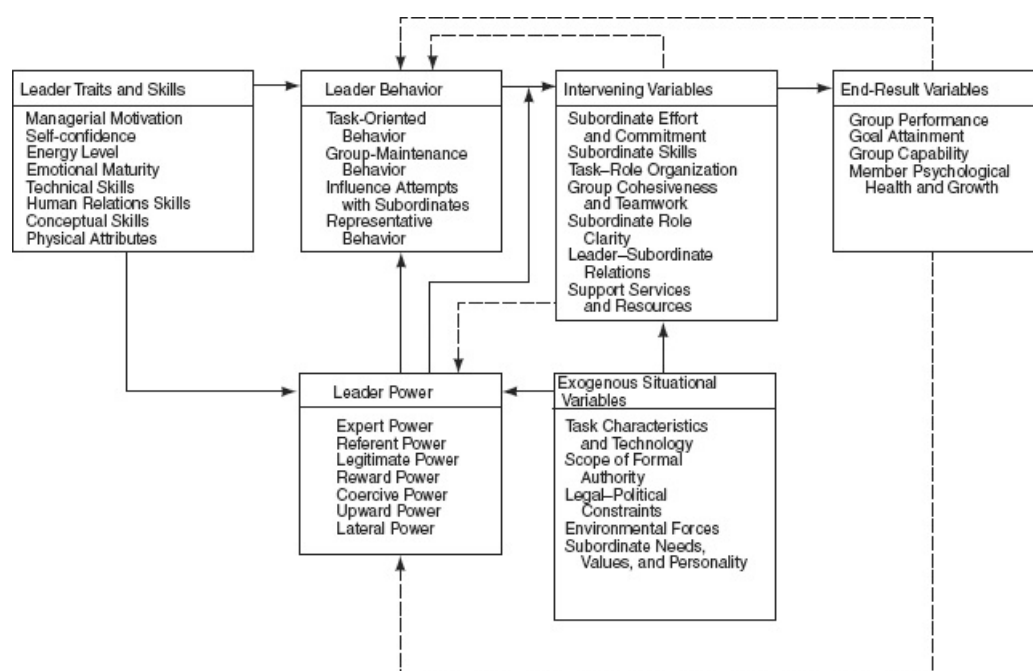 Leader Traits and Skills
Managerial Motivation
Self-confidence
Energy Level
Emotional Maturity
Technical Skills
Human Relations Skills
Conceptual Skills
Physical Attributes
Leader Behavior
Task-Oriented
Behavior
Group-Maintenance
Behavior
Influence Attempts
with Subordinates
Representative
Behavior
Intervening Variables
Subordinate Effort
and Commitment
Subordinate Skills
Task–Role Organization
Group Cohesiveness
and Teamwork
Subordinate Role
Clarity
Leader–Subordinate
Relations
Support Services
and Resources
End-Result Variables
Group Performance
Goal Attainment
Group Capability
Member Psychological
Health and Growth
Leader Power
Expert Power
Referent Power
Legitimate Power
Reward Power
Coercive Power
Upward Power
Lateral Power
Exogenous Situational
Variables
Task Characteristics
and Technology
Scope of Formal
Authority
Legal–Political
Constraints
Environmental Forces
Subordinate Needs,
Values, and Personality